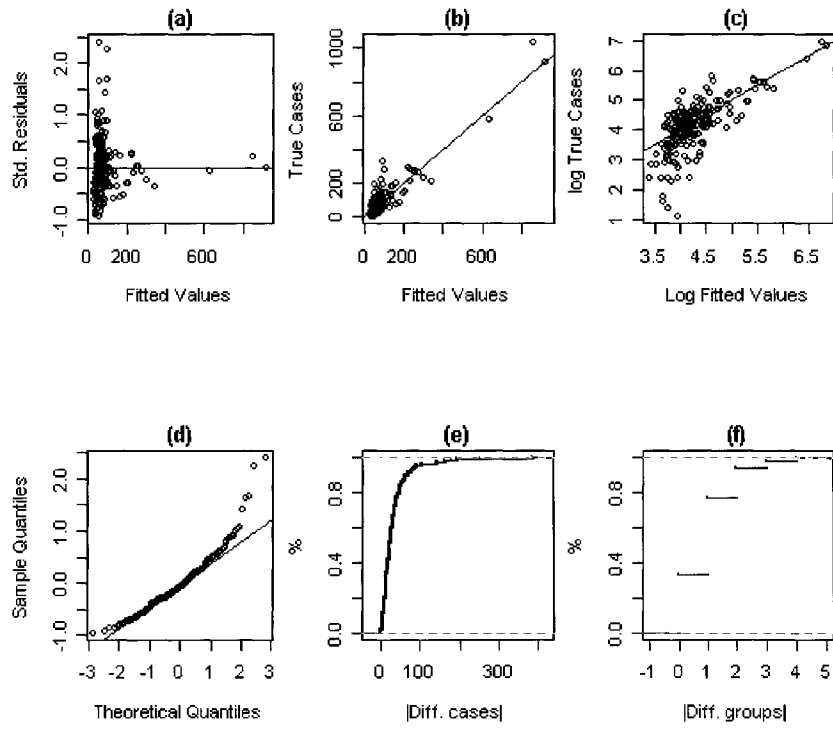 (a)
Std. Residuals
-1.0 0.0 1.0 2.0
0 200 600
Fitted Values
(b)
True Cases
0 200 600 1000
0 200 600
Fitted Values
(c)
log True Cases
1 2 3 4 5 6 7
3.5 4.5 5.5 6.5
Log Fitted Values
(d)
Sample Quantiles
-1.0 0.0 1.0 2.0
-3 -2 -1 0 1 2 3
Theoretical Quantiles
(e)
%
0.0 0.4 0.8
0 100 300
|Diff. cases|
(f)
%
0.0 0.4 0.8
-1 0 1 2 3 4 5
|Diff. groups|